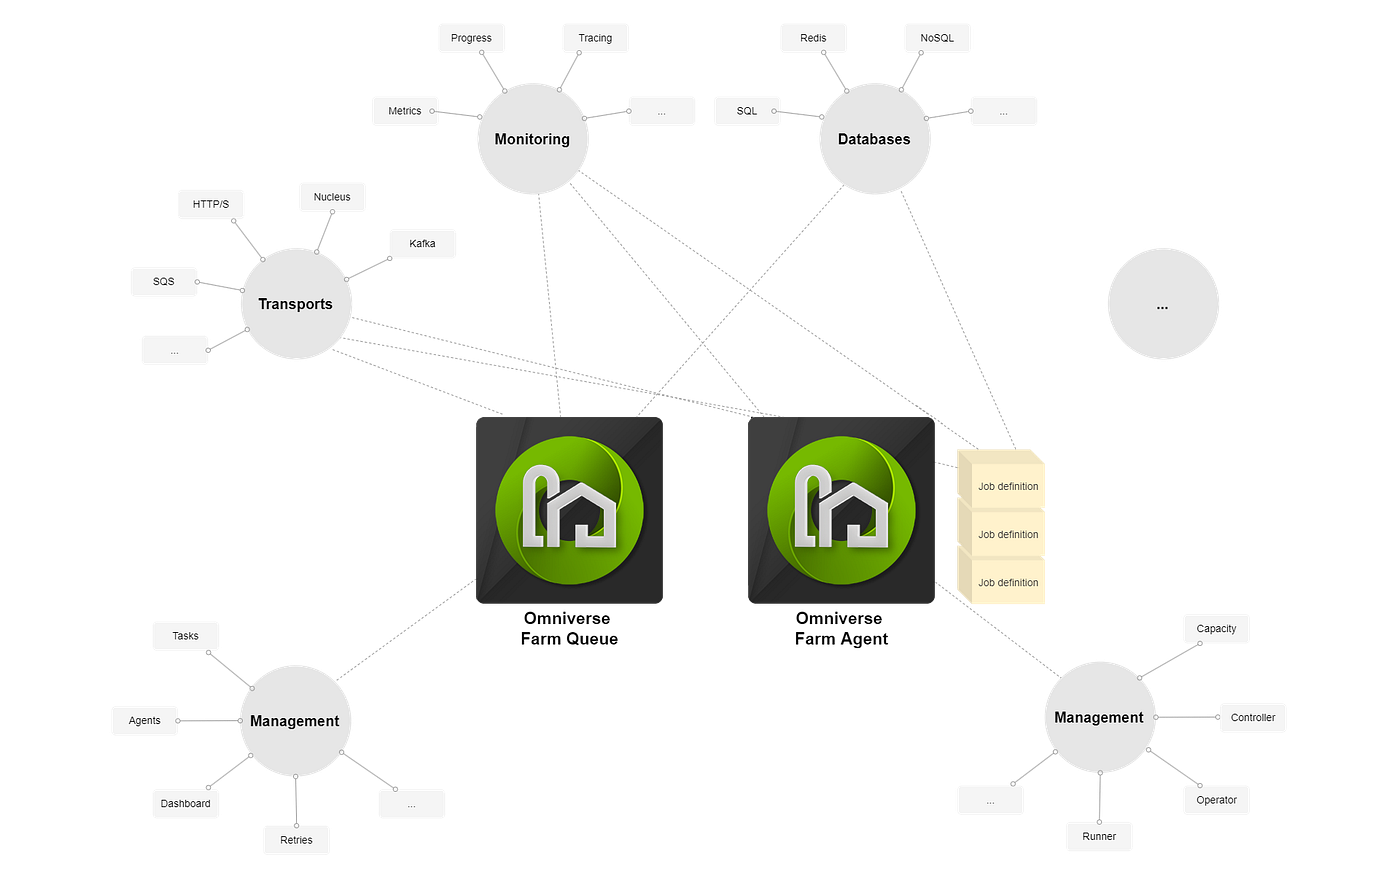 Progress
Tracing
Metrics
...
Monitoring
Redis
NoSQL
SQL
...
Databases
HTTP/S
Nucleus
Kafka
SQS
...
Transports
...
Job definition
Job definition
Job definition
Omniverse
Farm Queue
Omniverse
Farm Agent
Tasks
Agents
Management
Dashboard
Retries
...
Capacity
Management
Controller
...
Operator
Runner